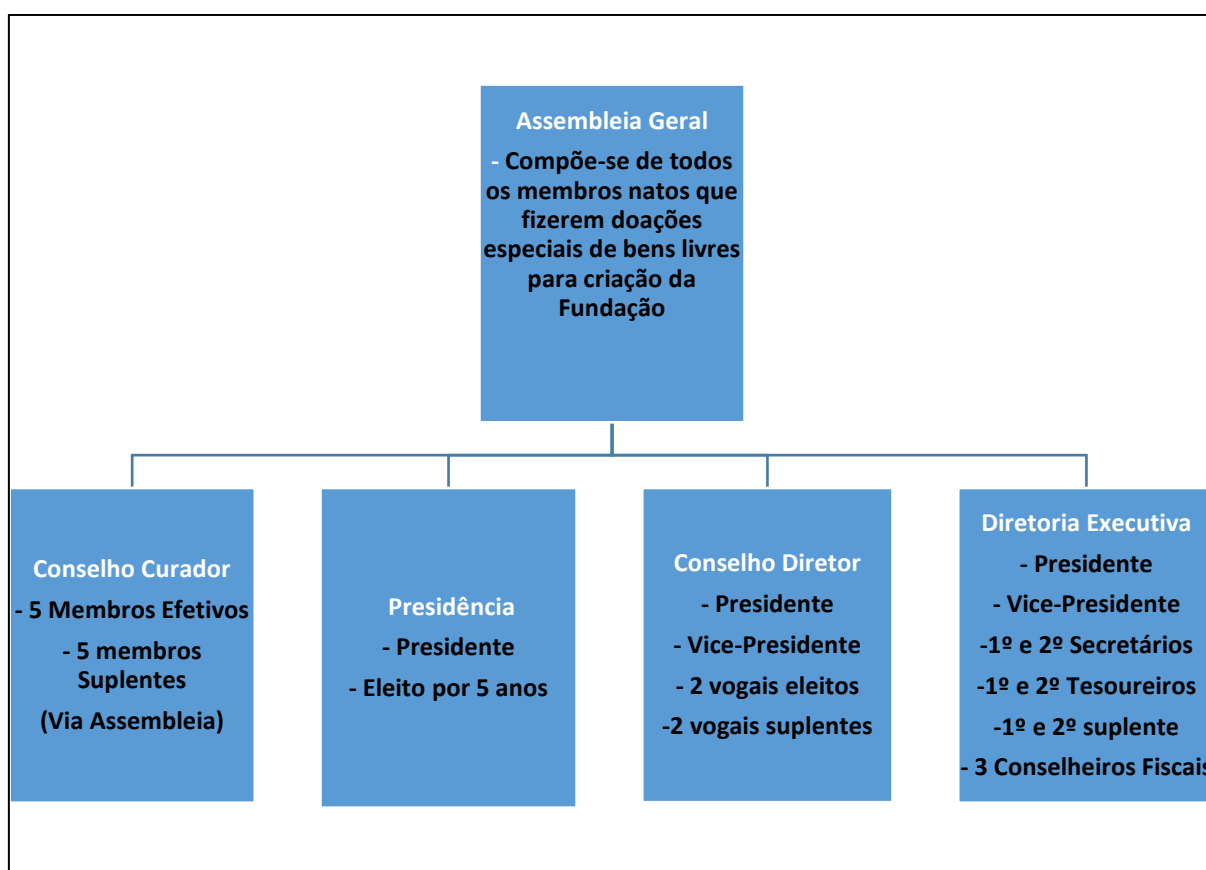 Assembleia Geral
- Compõe-se de todos
os membros natos que
fizerem doações
especiais de bens livres
para criação da
Fundação
Conselho Curador
- 5 Membros Efetivos
- 5 membros
Suplentes
(Via Assembleia)
Presidência
- Presidente
- Eleito por 5 anos
Conselho Diretor
- Presidente
- Vice-Presidente
- 2 vogais eleitos
-2 vogais suplentes
Diretoria Executiva
- Presidente
- Vice-Presidente
-1º e 2º Secretários
-1º e 2º Tesoureiros
-1º e 2º suplente
- 3 Conselheiros Fiscais